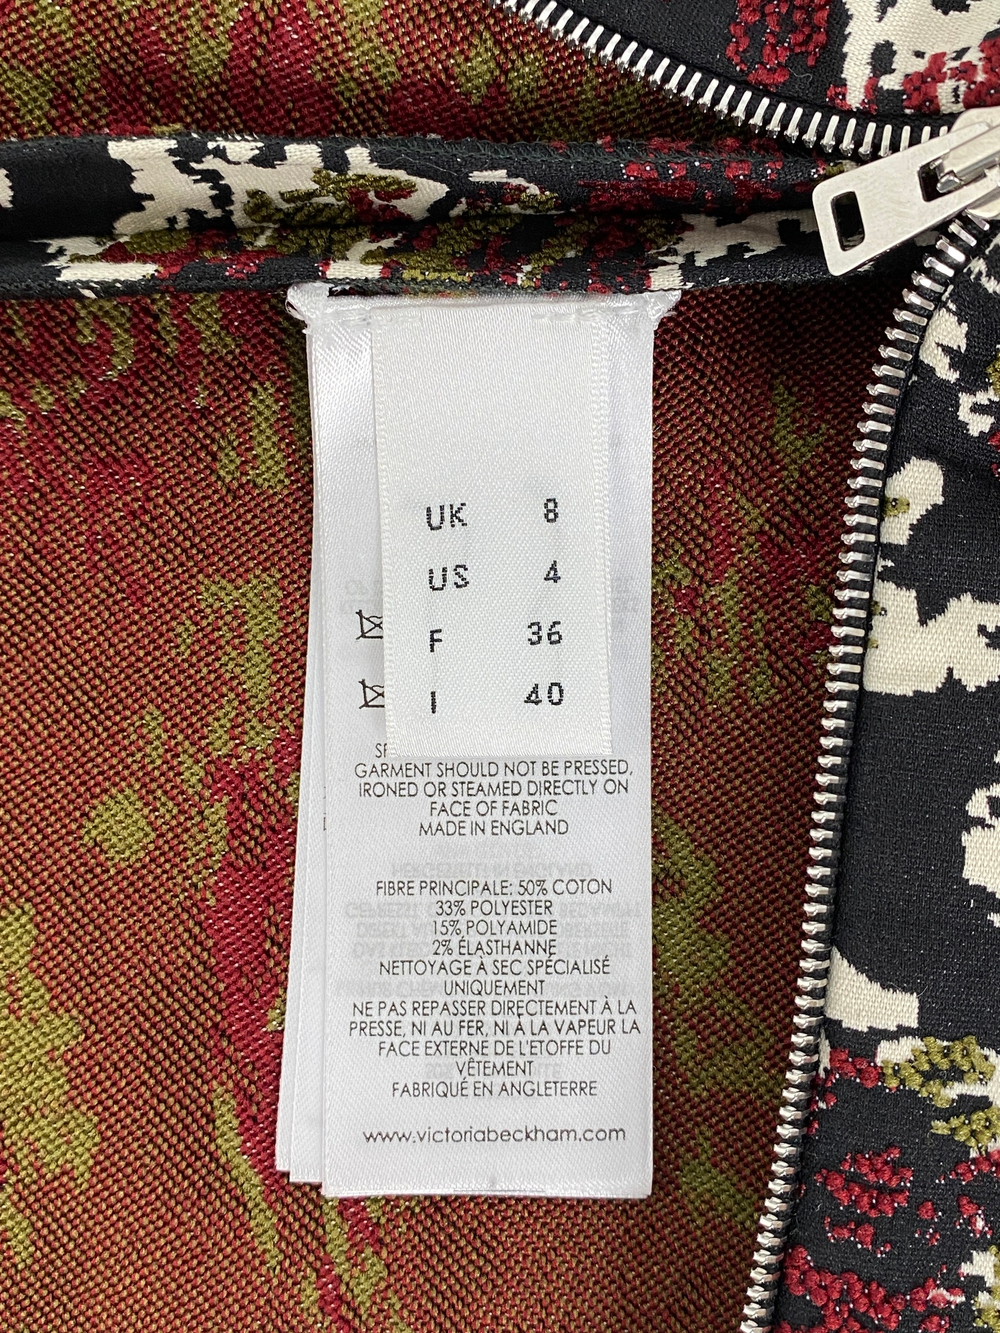 UK 8
US 4
F 36
I 40
GARMENT SHOULD NOT BE PRESSED,
IRONED OR STEAMED DIRECTLY ON
FACE OF FABRIC
MADE IN ENGLAND
FIBRE PRINCIPALE: 50% COTON
33% POLYESTER
15% POLYAMIDE
2% ÉLASTHANNE
NETTOYAGE À SEC SPÉCIALISÉ
UNIQUEMENT
NE PAS REPASSER DIRECTEMENT À LA
PRESSE, NI AU FER, NI À LA VAPEUR LA
FACE EXTERNE DE L'ETOFFE DU
VÊTEMENT
FABRIQUÉ EN ANGLETERRE
www.victoriabeckham.com